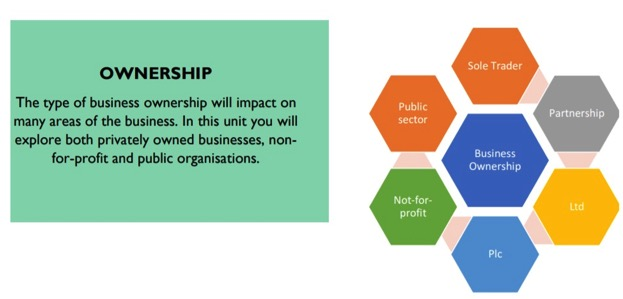 OWNERSHIP
The type of business ownership will impact on
many areas of the business. In this unit you will
explore both privately owned businesses, non-
for-profit and public organisations.
Sole Trader
Public
sector
Partnership
Business
Ownership
Not-for-
profit
Ltd
Plc